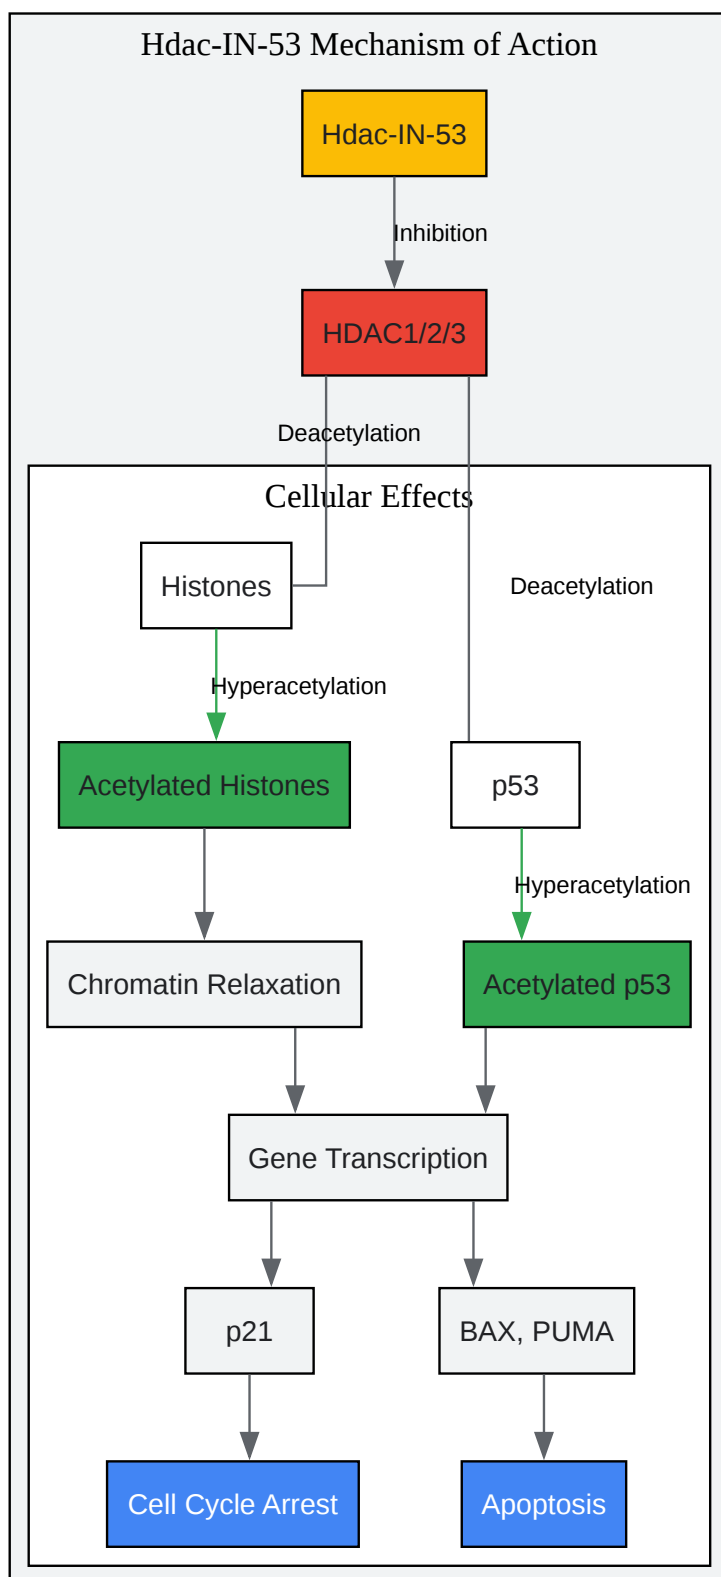 Hdac-IN-53 Mechanism of Action
Hdac-IN-53
Inhibition
HDAC1/2/3
Deacetylation
Cellular Effects
Histones
Deacetylation
Hyperacetylation
Acetylated Histones
p53
Hyperacetylation
Chromatin Relaxation
Acetylated p53
Gene Transcription
p21
BAX, PUMA
Cell Cycle Arrest
Apoptosis